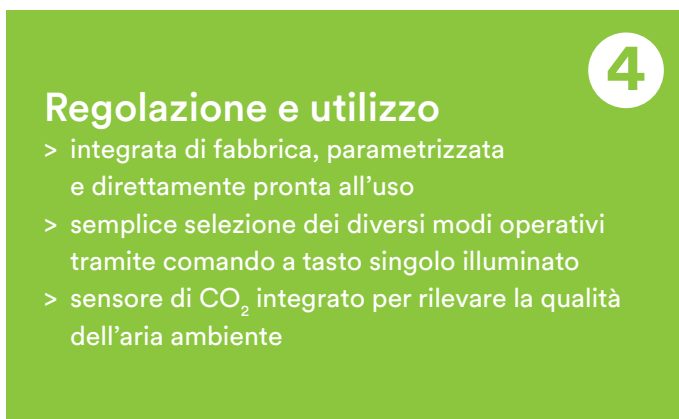 4
Regolazione e utilizzo
> integrata di fabbrica, parametrizzata
e direttamente pronta all’uso
> semplice selezione dei diversi modi operativi
tramite comando a tasto singolo illuminato
> sensore di CO₂ integrato per rilevare la qualità
dell’aria ambiente